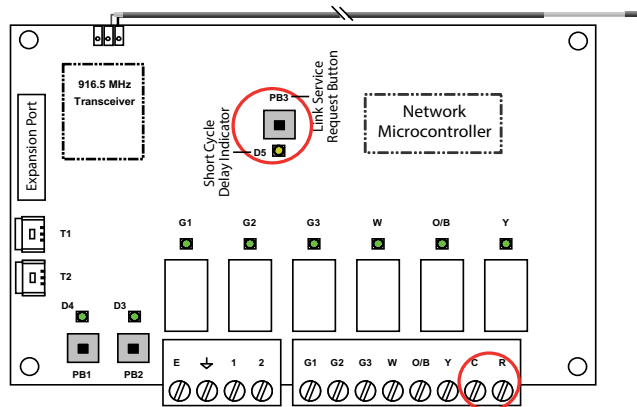 916.5 MHz
Transceiver
Expansion Port
PB3
Link Service
Request Button
Short Cycle
Delay Indicator
D5
Network
Microcontroller
T1
T2
G1 G2 G3 W O/B Y
D4 D3
PB1 PB2
E 1 2
G1 G2 G3 W O/B Y C R